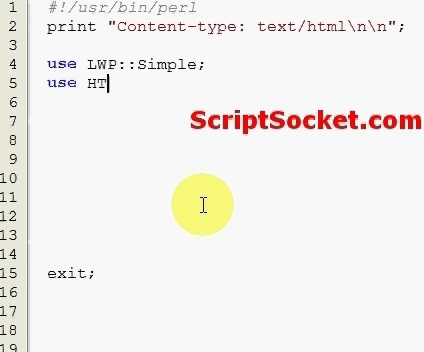 1 #!/usr/bin/perl
2 print "Content-type: text/html\n\n";
3
4 use LWP::Simple;
5 use HT
6
7 ScriptSocket.com
8
9
10
11
12
13
14
15 exit;
16
17
18
19